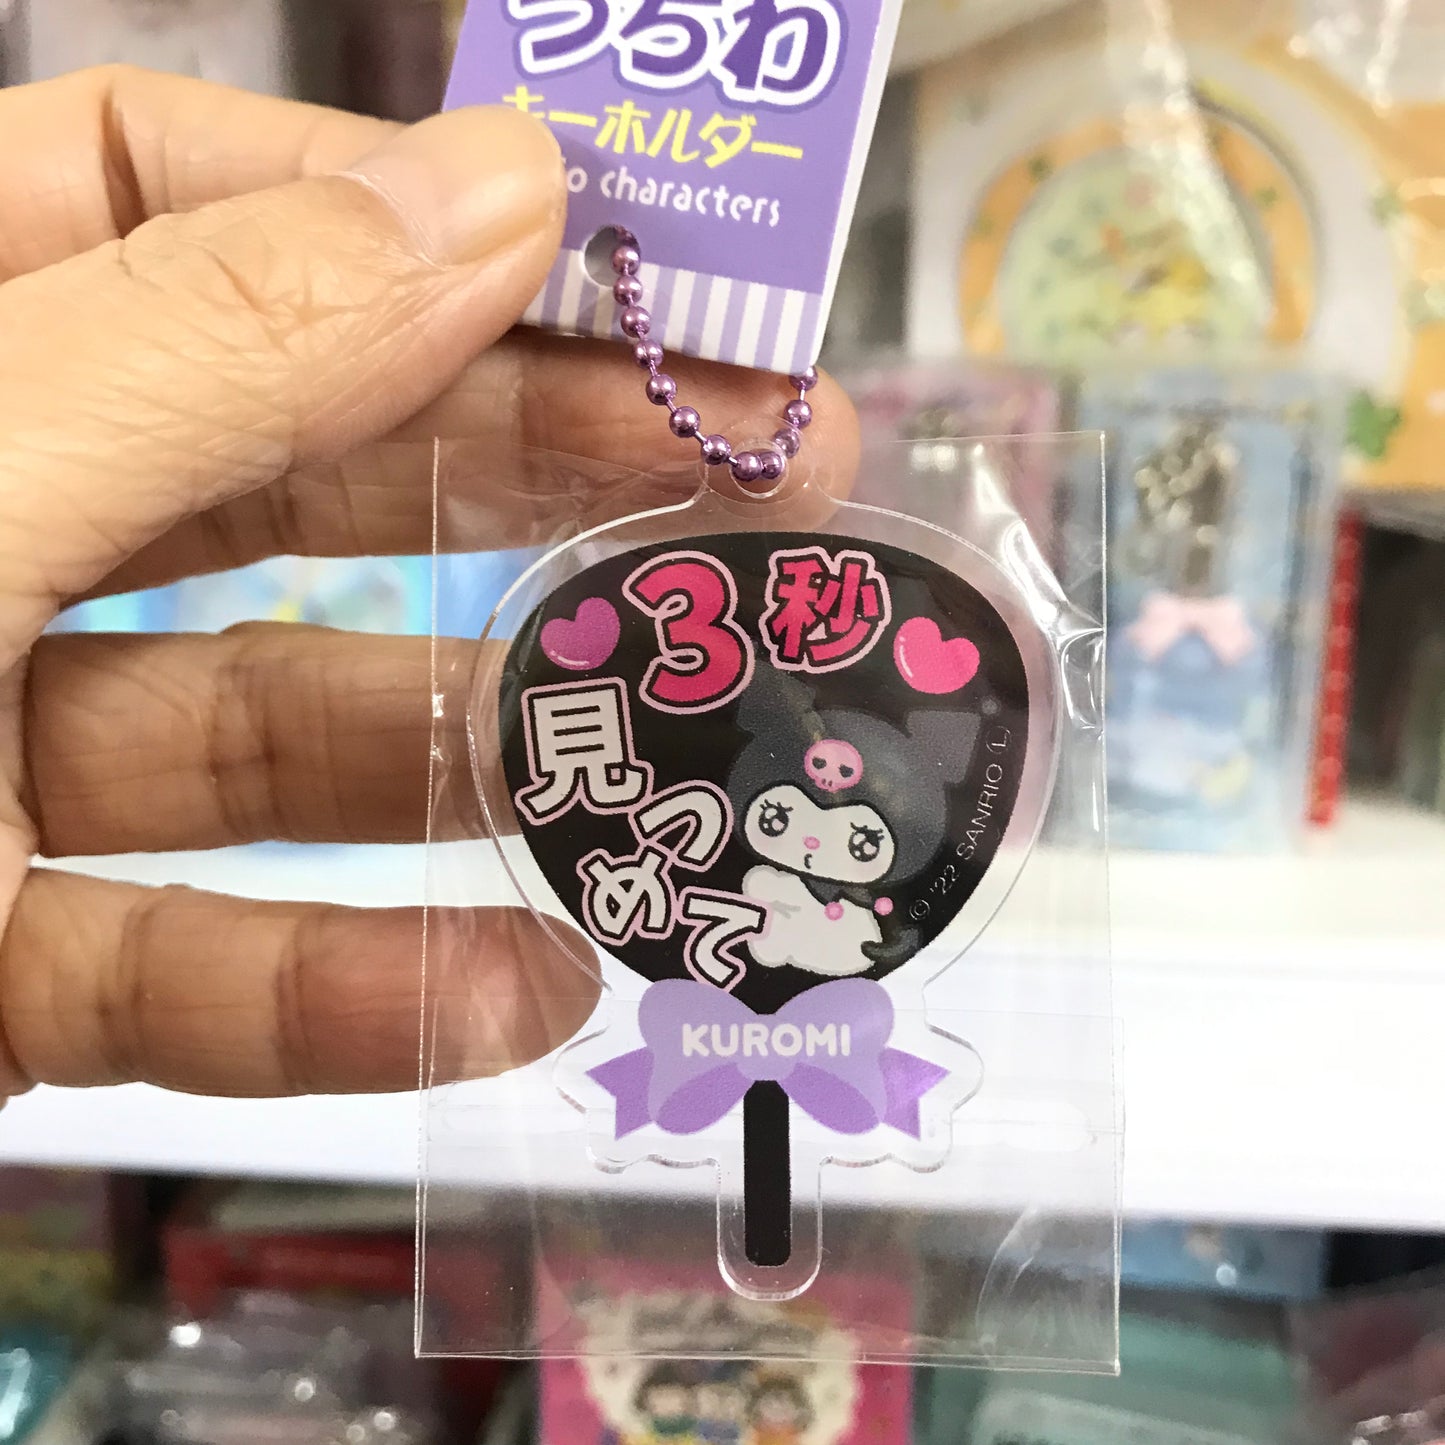 うちわ
キーホルダー
o characters
3秒
見つめて
© '22 SANRIO (L)
KUROMI